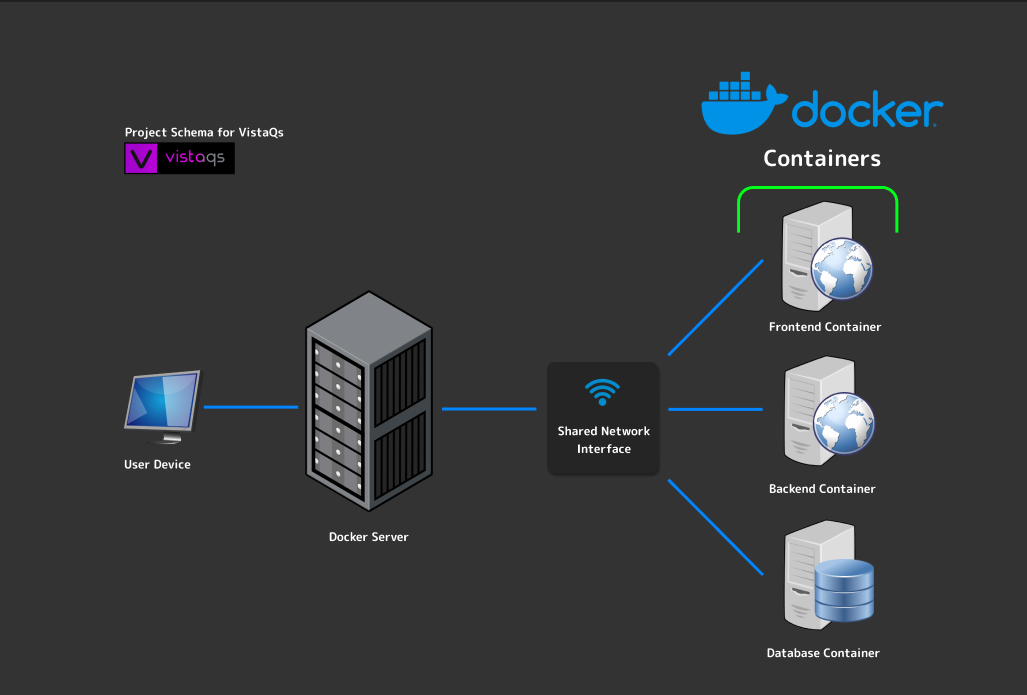 docker
Project Schema for VistaQs
V vistaqs
Containers
Frontend Container
Shared Network
Interface
User Device
Backend Container
Docker Server
Database Container